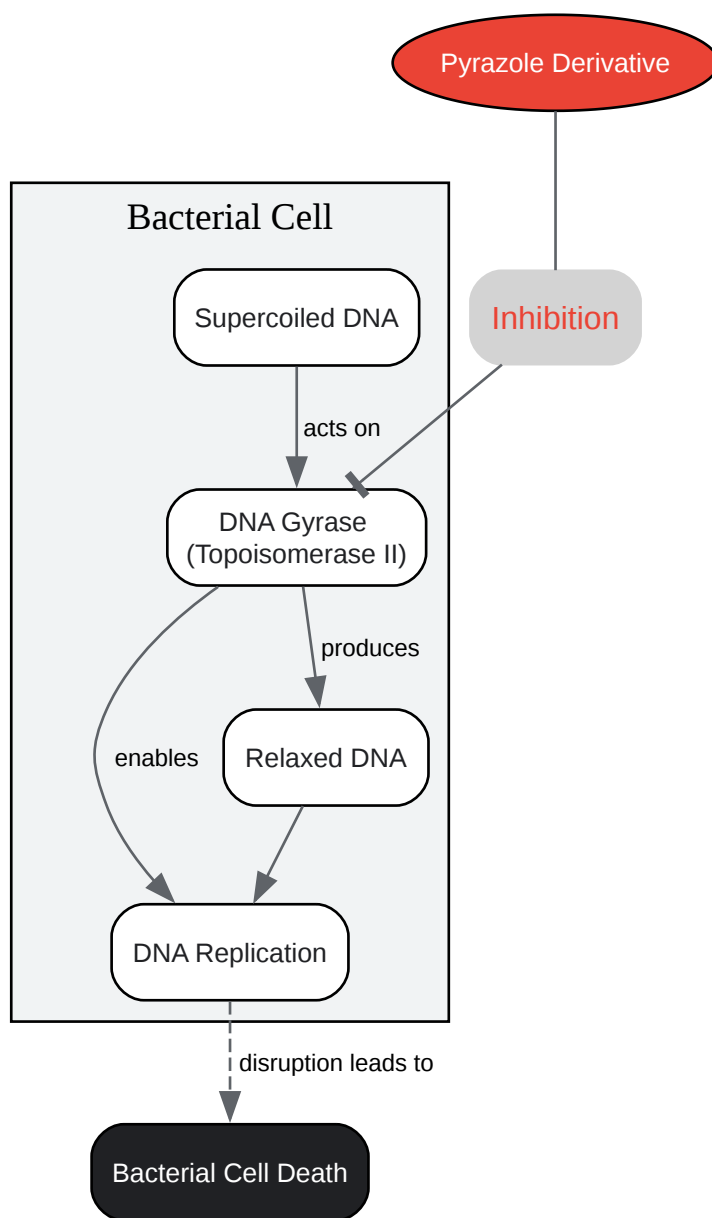 Pyrazole Derivative
Bacterial Cell
Supercoiled DNA
Inhibition
acts on
DNA Gyrase
(Topoisomerase II)
produces
enables
Relaxed DNA
DNA Replication
disruption leads to
Bacterial Cell Death